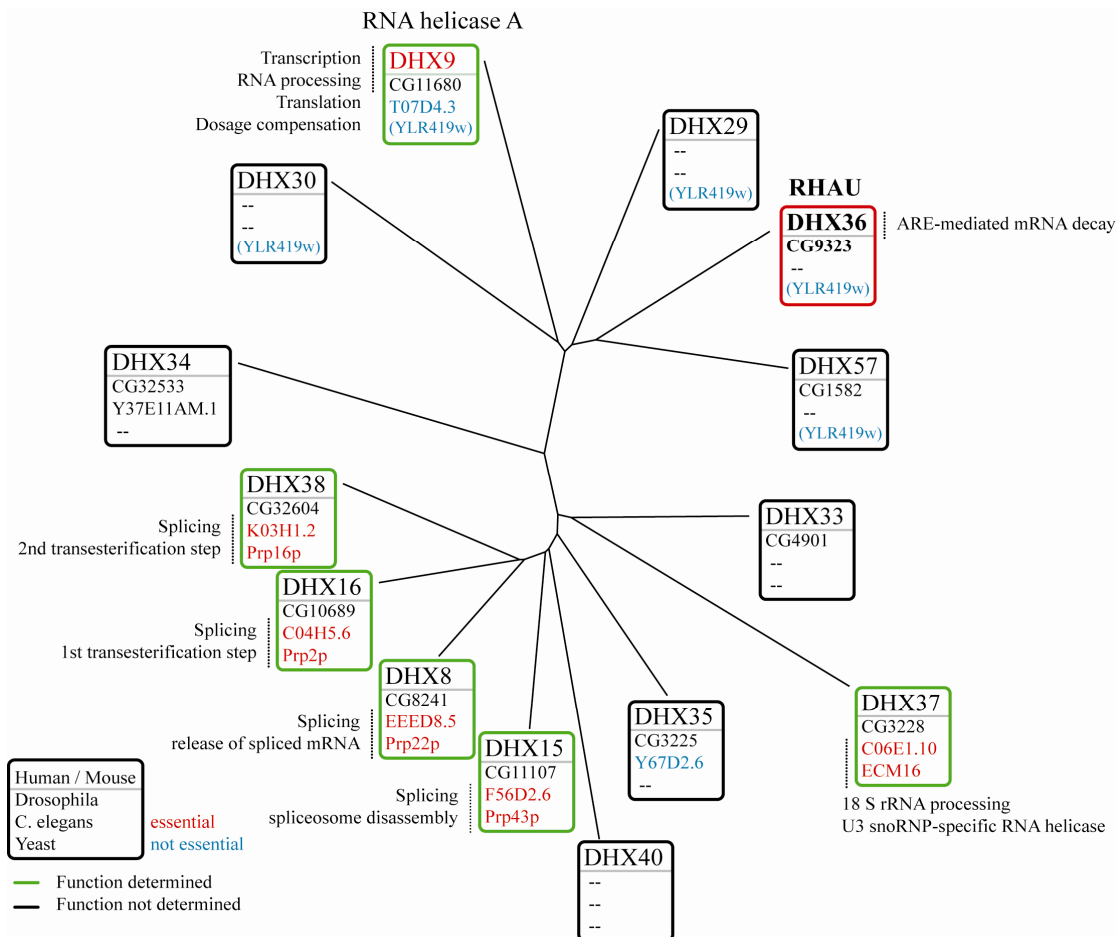 RNA helicase A
Transcription
RNA processing
Translation
Dosage compensation
DHX9
CG11680
T07D4.3
(YLR419w)
DHX29
--
--
(YLR419w)
DHX30
--
--
(YLR419w)
RHAU
DHX36
CG9323
--
(YLR419w)
ARE-mediated mRNA decay
DHX34
CG32533
Y37E11AM.1
--
DHX57
CG1582
--
(YLR419w)
DHX38
CG32604
K03H1.2
Prp16p
Splicing
2nd transesterification step
DHX33
CG4901
--
--
DHX16
CG10689
C04H5.6
Prp2p
Splicing
1st transesterification step
DHX8
CG8241
EEED8.5
Prp22p
Splicing
release of spliced mRNA
DHX15
CG11107
F56D2.6
Prp43p
Splicing
spliceosome disassembly
DHX35
CG3225
Y67D2.6
--
DHX37
CG3228
C06E1.10
ECM16
18 S rRNA processing
U3 snoRNP-specific RNA helicase
DHX40
--
--
--
Human / Mouse
Drosophila
C. elegans essential
Yeast not essential
Function determined
Function not determined